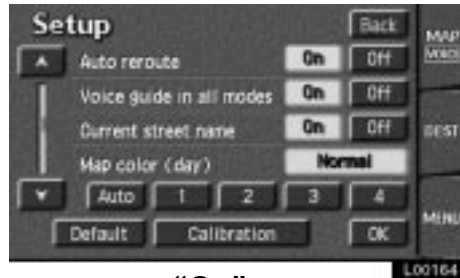 Setup Back
MAP
VOICE
Auto reroute On Off
Voice guide in all modes On Off
Current street name On Off
DEST
Map color (day) Normal
Auto 1 2 3 4
MENU
Default Calibration OK
L00164